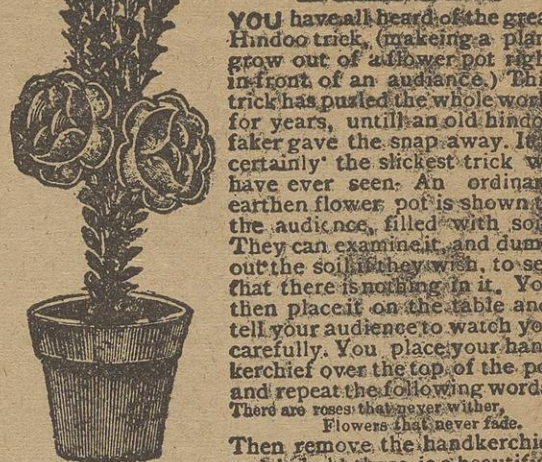 YOU have all heard of the grea
Hindoo trick, (makeing a plan
grow out of a flower pot righ
in front of an audiance.) Thi
trick has puzled the whole worl
for years, untill an old hindo
faker gave the snap away. It
certainly the slickest trick w
have ever seen. An ordinar
earthen flower pot is shown t
the audience, filled with soi
They can examine it, and dum
out the soil if they wish, to se
that there is nothing in it. Yo
then place it on the table and
tell your audience to watch yo
carefully. You place your han
kerchief over the top of the po
and repeat the following words
There are roses that never wither,
Flowers that never fade.
Then remove the handkerchie